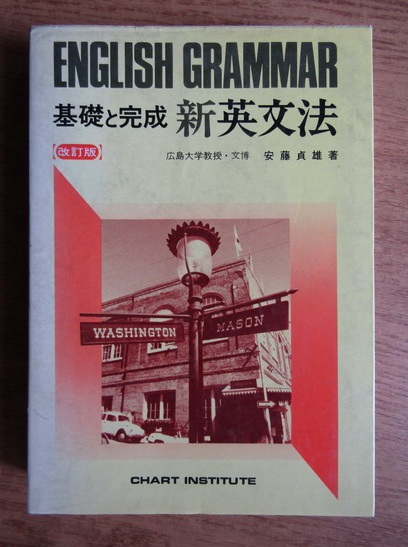 ENGLISH GRAMMAR
基礎と完成 新英文法
【改訂版】
広島大学教授・文博 安藤貞雄著
WASHINGTON
MASON
CHART INSTITUTE